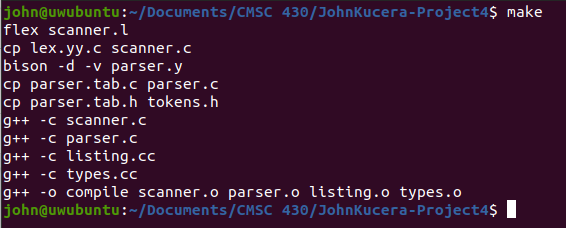 john@uwubuntu:~/Documents/CMSC 430/JohnKucera-Project4$ make
flex scanner.l
cp lex.yy.c scanner.c
bison -d -v parser.y
cp parser.tab.c parser.c
cp parser.tab.h tokens.h
g++ -c scanner.c
g++ -c parser.c
g++ -c listing.cc
g++ -c types.cc
g++ -o compile scanner.o parser.o listing.o types.o
john@uwubuntu:~/Documents/CMSC 430/JohnKucera-Project4$